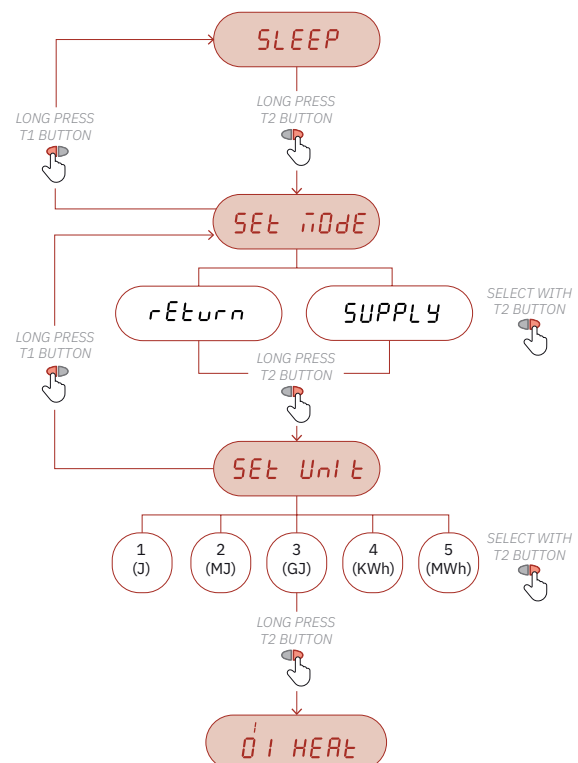 SLEEP
LONG PRESS
T2 BUTTON
LONG PRESS
T1 BUTTON
SEt MOdE
rEturn
SUPPLY
SELECT WITH
T2 BUTTON
LONG PRESS
T1 BUTTON
LONG PRESS
T2 BUTTON
SEt UnIt
1
(J)
2
(MJ)
3
(GJ)
4
(KWh)
5
(MWh)
SELECT WITH
T2 BUTTON
LONG PRESS
T2 BUTTON
01 HEAt